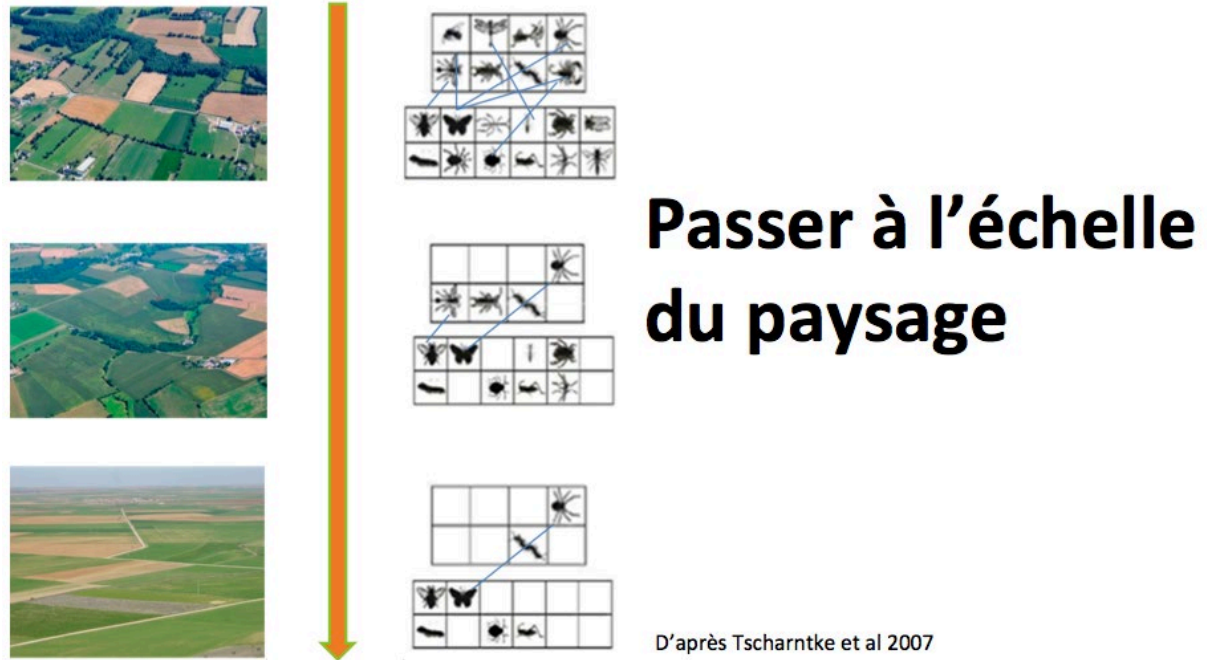 Passer à l’échelle
du paysage
D’après Tscharntke et al 2007